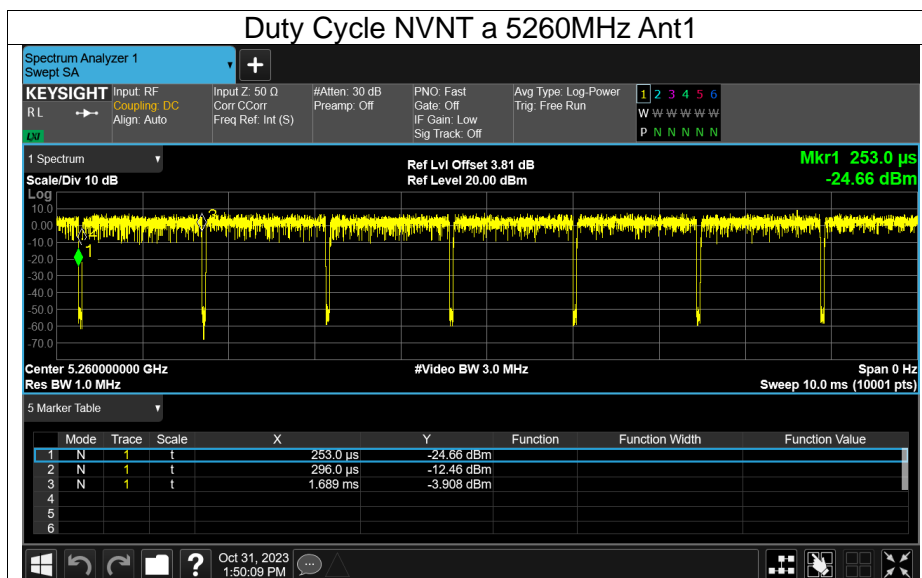 Duty Cycle NVNT a 5260MHz Ant1
Spectrum Analyzer 1
Swept SA
+
KEYSIGHT Input: RF Input Z: 50 Ω #Atten: 30 dB PNO: Fast Avg Type: Log-Power 1 2 3 4 5 6
R L Coupling: DC Corr CCorr Preamp: Off Gate: Off Trig: Free Run W W W W W W
Align: Auto Freq Ref: Int (S) IF Gain: Low
LXI Sig Track: Off P N N N N N
1 Spectrum Ref Lvl Offset 3.81 dB Mkr1 253.0 µs
Scale/Div 10 dB Ref Level 20.00 dBm -24.66 dBm
Log
10.0
0.00
-10.0
-20.0
-30.0
-40.0
-50.0
-60.0
-70.0
1
3
Center 5.260000000 GHz #Video BW 3.0 MHz Span 0 Hz
Res BW 1.0 MHz Sweep 10.0 ms (10001 pts)
5 Marker Table
Mode Trace Scale X Y Function Function Width Function Value
1 N 1 t 253.0 µs -24.66 dBm
2 N 1 t 296.0 µs -12.46 dBm
3 N 1 t 1.689 ms -3.908 dBm
4
5
6
? Oct 31, 2023
1:50:09 PM